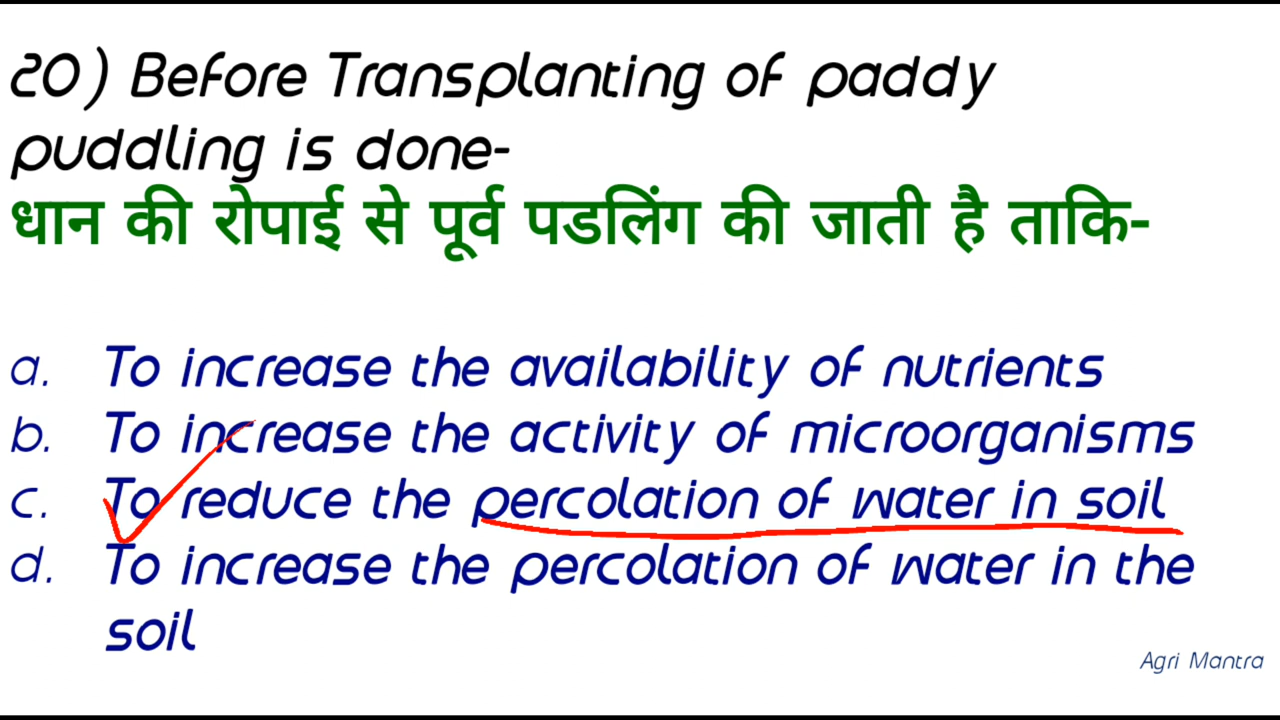 20) Before Transplanting of paddy
puddling is done-
धान की रोपाई से पूर्व पडलिंग की जाती है ताकि-
a. To increase the availability of nutrients
b. To increase the activity of microorganisms
c. To reduce the percolation of water in soil
d. To increase the percolation of water in the
soil
Agri Mantra